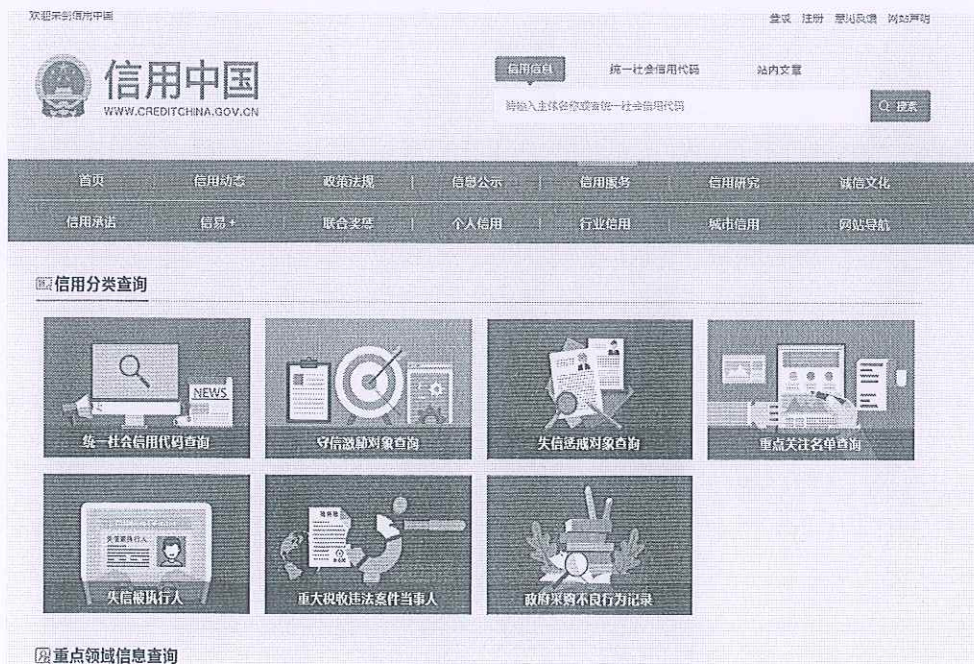 欢迎来到信用中国
登录 注册 意见反馈 网站声明
信用中国
WWW.CREDITCHINA.GOV.CN
信用信息 统一社会信用代码 站内文章
请输入主体名称或者统一社会信用代码 搜索
首页 信用动态 政策法规 信息公示 信用服务 信用研究 诚信文化
信用承诺 信易+ 联合奖惩 个人信用 行业信用 城市信用 网站导航
信用分类查询
NEWS
统一社会信用代码查询 守信激励对象查询 失信惩戒对象查询 重点关注名单查询
失信被执行人
失信被执行人 重大税收违法案件当事人 政府采购不良行为记录
重点领域信息查询